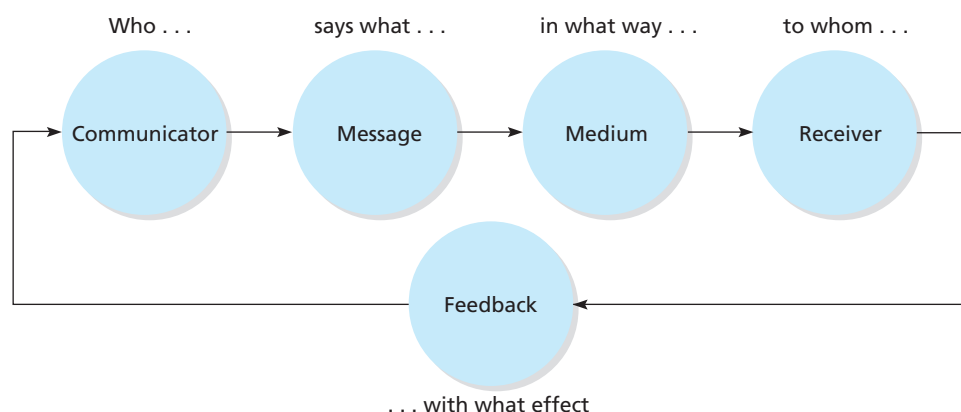 Who . . .
says what . . .
in what way . . .
to whom . . .
Communicator
Message
Medium
Receiver
Feedback
. . . with what effect